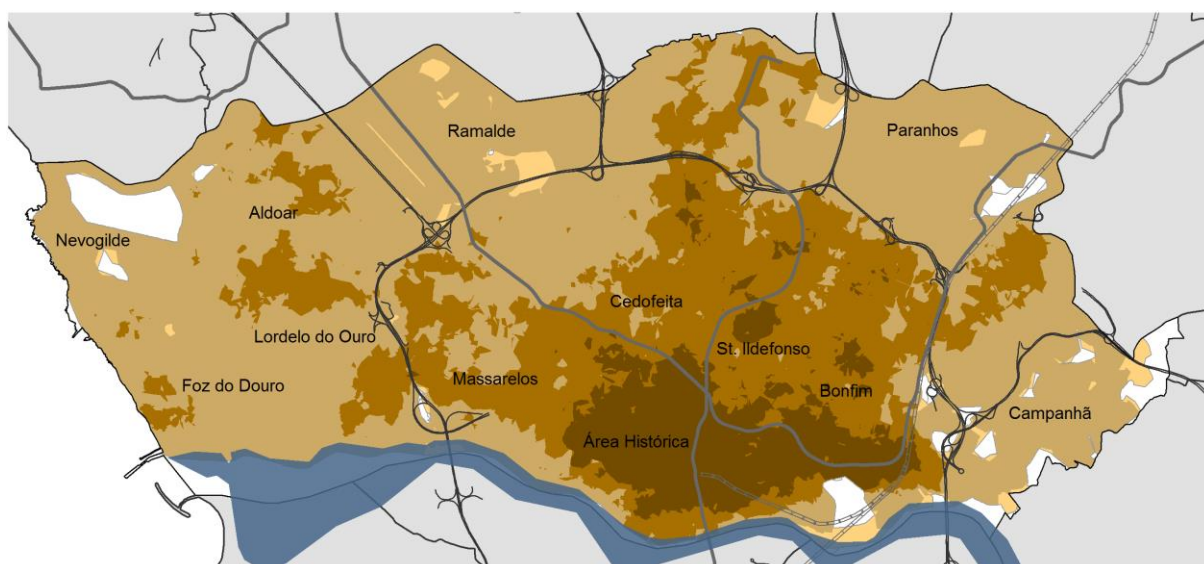 Ramalde
Paranhos
Aldoar
Nevogilde
Cedofeita
Lordelo do Ouro
St. Ildefonso
Foz do Douro
Massarelos
Bonfim
Campanhã
Área Histórica